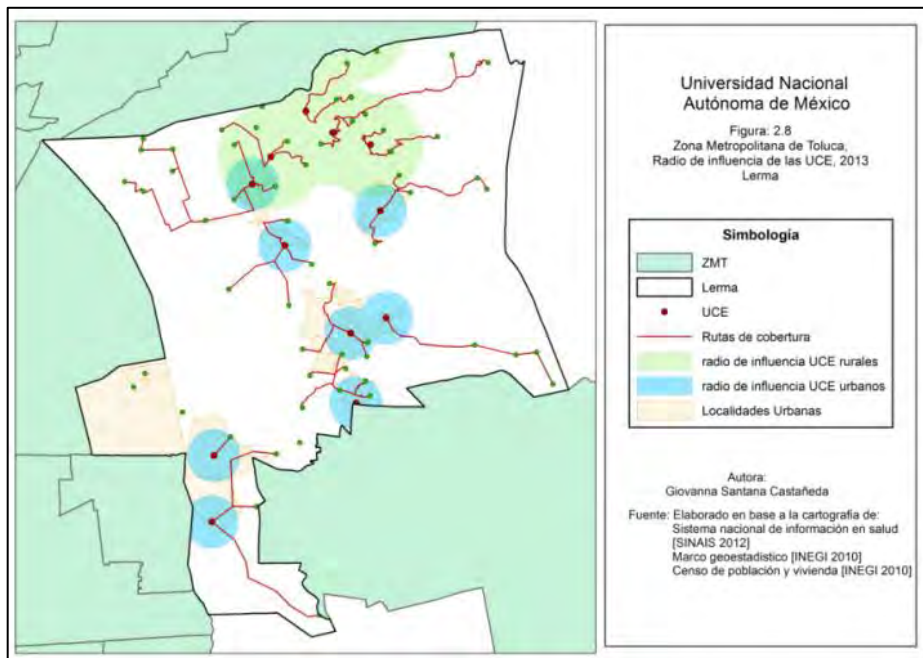 Universidad Nacional
Autónoma de México
Figura: 2.8
Zona Metropolitana de Toluca,
Radio de influencia de las UCE, 2013
Lerma
Simbología
ZMT
Lerma
UCE
Rutas de cobertura
radio de influencia UCE rurales
radio de influencia UCE urbanos
Localidades Urbanas
Autora:
Giovanna Santana Castañeda
Fuente: Elaborado en base a la cartografía de:
Sistema nacional de información en salud
[SINAIS 2012]
Marco geoestadístico [INEGI 2010]
Censo de población y vivienda [INEGI 2010]